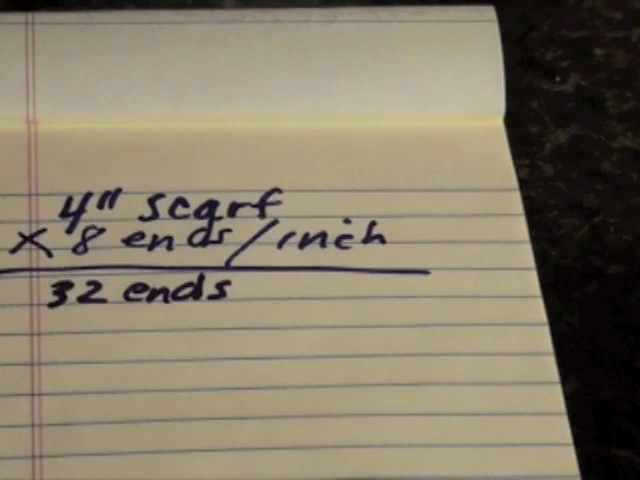 4" scarf
x 8 ends/inch
32 ends